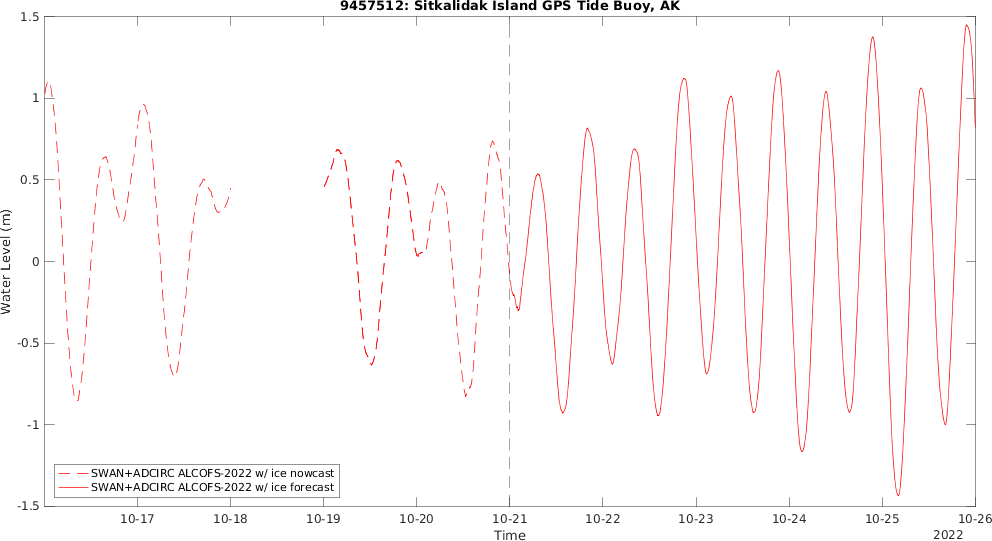 9457512: Sitkalidak Island GPS Tide Buoy, AK
1.5
1
0.5
0
-0.5
-1
-1.5
Water Level (m)
SWAN+ADCIRC ALCOFS-2022 w/ ice nowcast
SWAN+ADCIRC ALCOFS-2022 w/ ice forecast
10-17 10-18 10-19 10-20 10-21 10-22 10-23 10-24 10-25 10-26
Time
2022